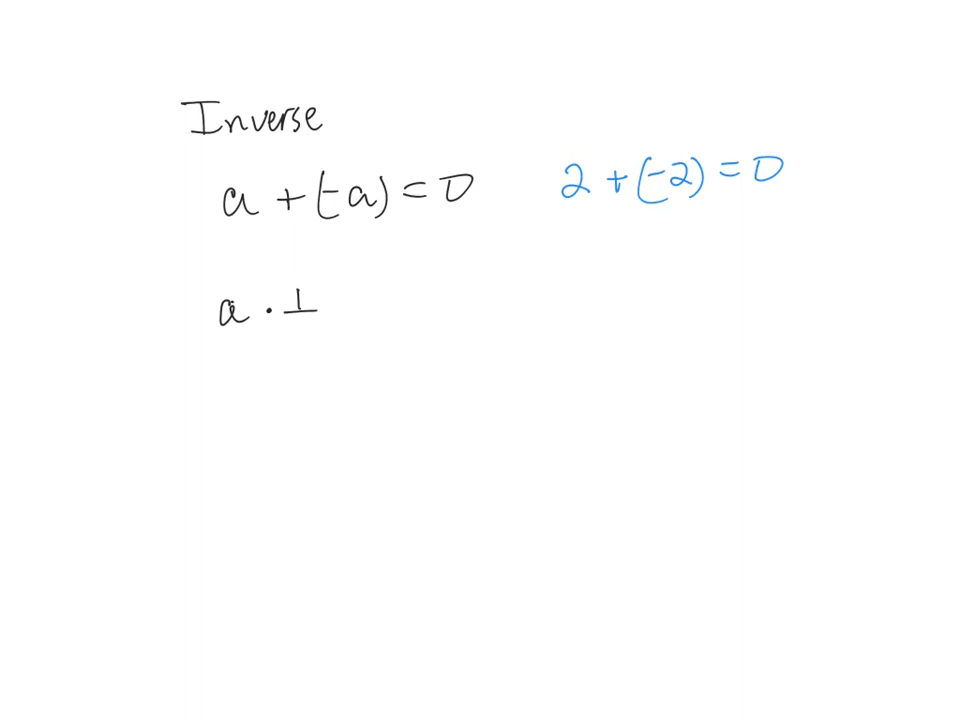 Inverse
a + (-a) = 0 2 + (-2) = 0
a · 1